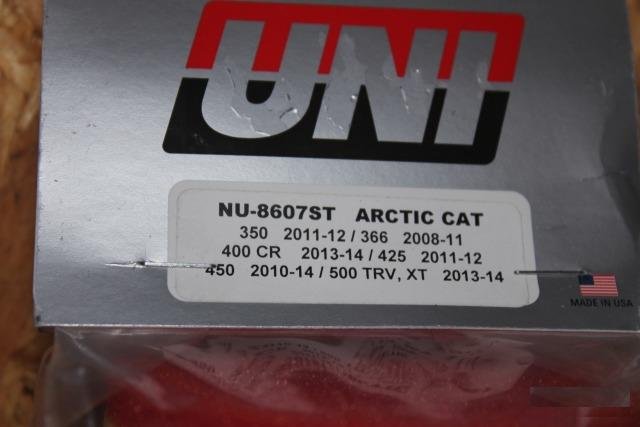 UNI
NU-8607ST ARCTIC CAT
350 2011-12 / 366 2008-11
400 CR 2013-14 / 425 2011-12
450 2010-14 / 500 TRV, XT 2013-14
MADE IN USA